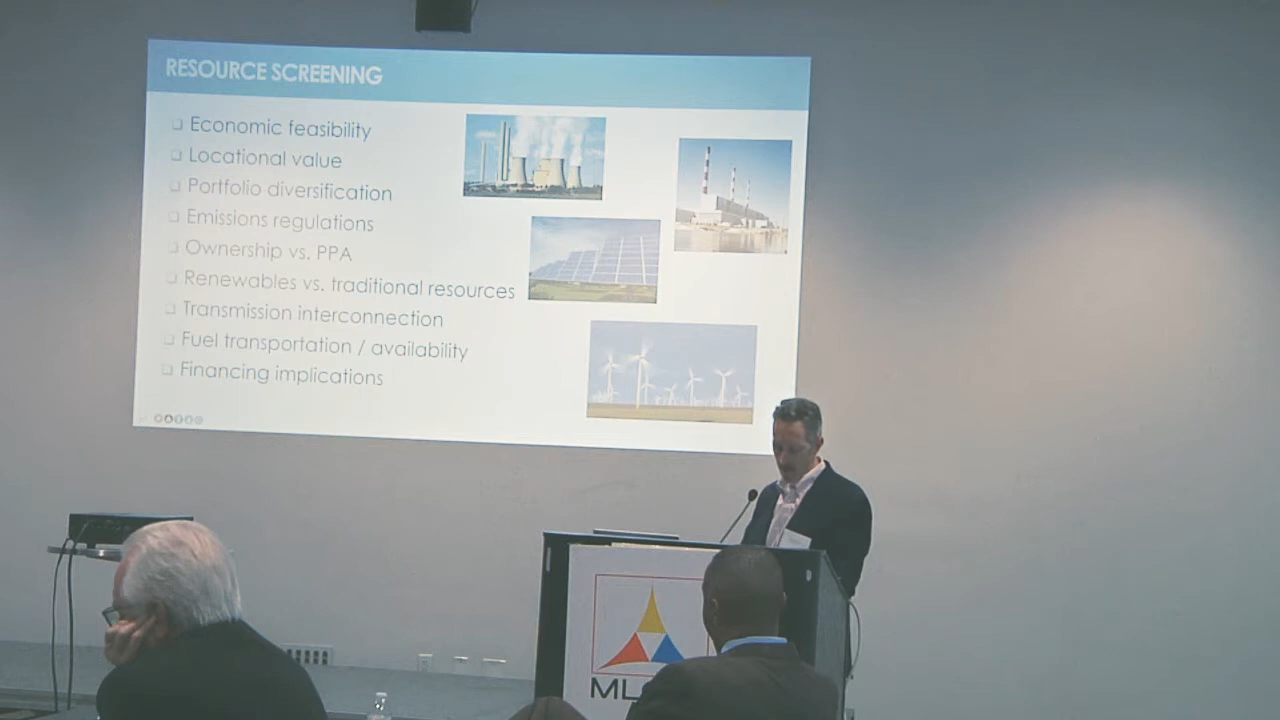 RESOURCE SCREENING
Economic feasibility
Locational value
Portfolio diversification
Emissions regulations
Ownership vs. PPA
Renewables vs. traditional resources
Transmission interconnection
Fuel transportation / availability
Financing implications